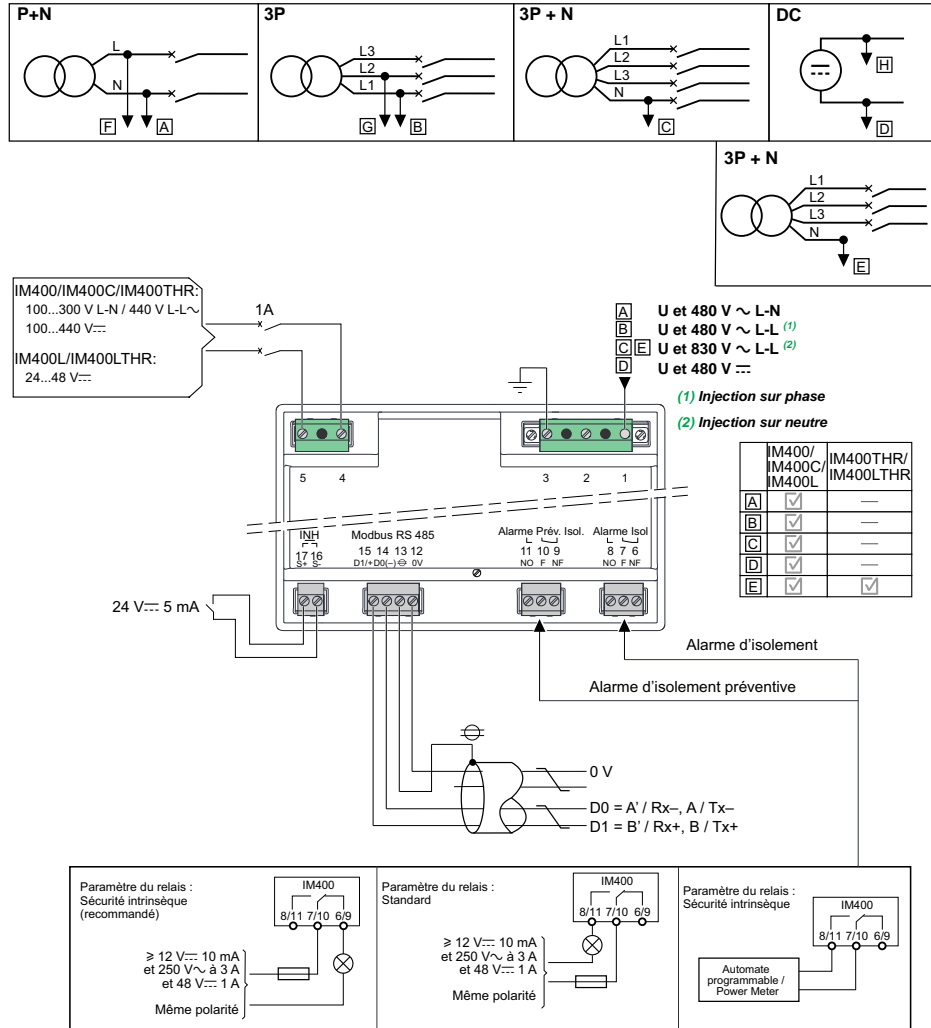 P+N
L
N
F
A
3P
L3
L2
L1
G
B
3P + N
L1
L2
L3
N
C
DC
H
D
3P + N
L1
L2
L3
N
E
IM400/IM400C/IM400THR:
100...300 V L-N / 440 V L-L∿
100...440 V⎓
IM400L/IM400LTHR:
24...48 V⎓
1A
A U et 480 V ∿ L-N
B U et 480 V ∿ L-L (1)
C E U et 830 V ∿ L-L (2)
D U et 480 V ⎓
(1) Injection sur phase
(2) Injection sur neutre
IM400/
IM400C/
IM400L
IM400THR/
IM400LTHR
A ☑ —
B ☑ —
C ☑ —
D ☑ —
E ☑ ☑
5 4
3 2 1
INH
17 16
S+ S-
Modbus RS 485
15 14 13 12
D1/+ D0(–) 0V
Alarme Prév. Isol.
11 10 9
NO F NF
Alarme Isol
8 7 6
NO F NF
24 V⎓ 5 mA
Alarme d'isolement
Alarme d'isolement préventive
0 V
D0 = A' / Rx–, A / Tx–
D1 = B' / Rx+, B / Tx+
Paramètre du relais :
Sécurité intrinsèque
(recommandé)
IM400
8/11 7/10 6/9
≥ 12 V⎓ 10 mA
et 250 V∿ à 3 A
et 48 V⎓ 1 A
Même polarité
Paramètre du relais :
Standard
IM400
8/11 7/10 6/9
≥ 12 V⎓ 10 mA
et 250 V∿ à 3 A
et 48 V⎓ 1 A
Même polarité
Paramètre du relais :
Sécurité intrinsèque
IM400
8/11 7/10 6/9
Automate
programmable /
Power Meter